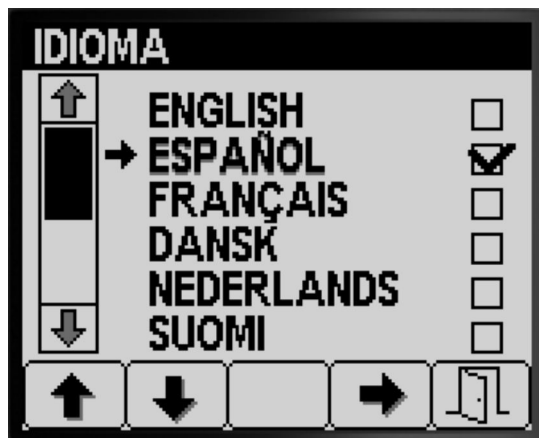 IDIOMA
ENGLISH
ESPAÑOL
FRANÇAIS
DANSK
NEDERLANDS
SUOMI